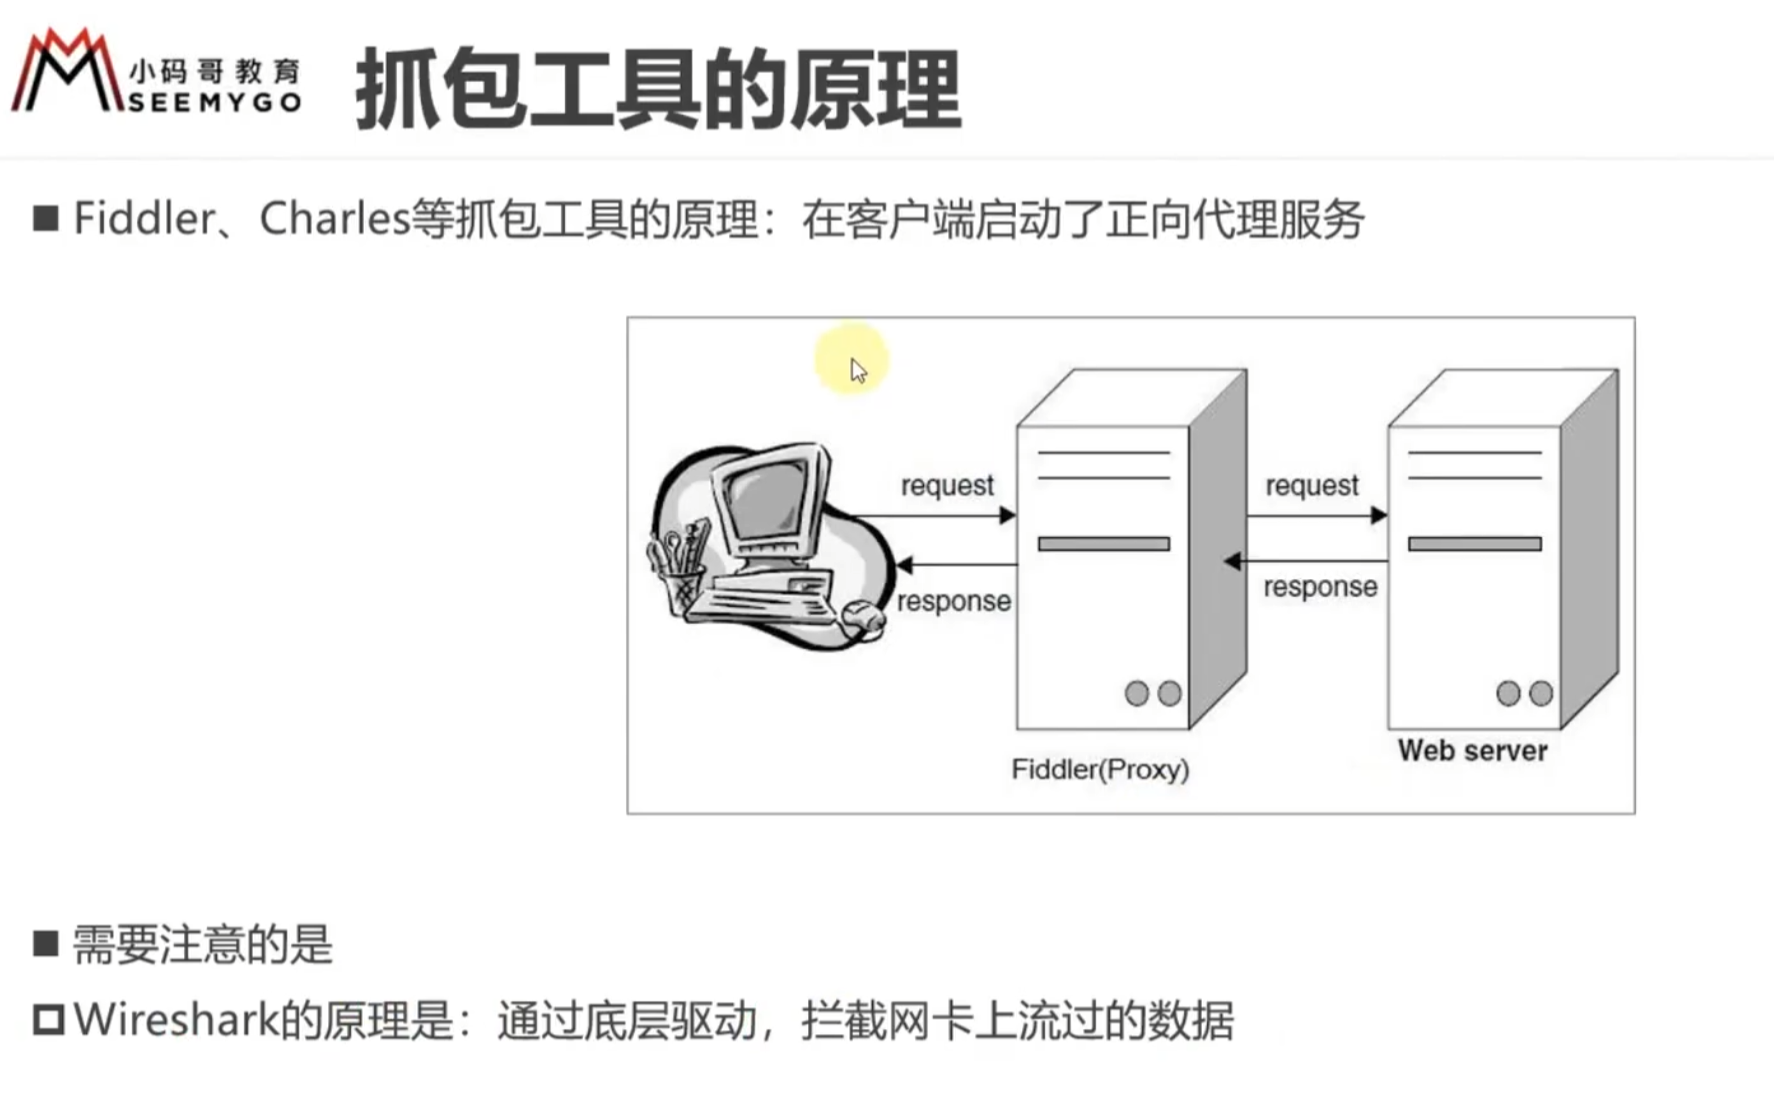 小码哥教育
SEEMYGO
抓包工具的原理
Fiddler、Charles等抓包工具的原理：在客户端启动了正向代理服务
request
request
response
response
Fiddler(Proxy)
Web server
需要注意的是
Wireshark的原理是：通过底层驱动，拦截网卡上流过的数据